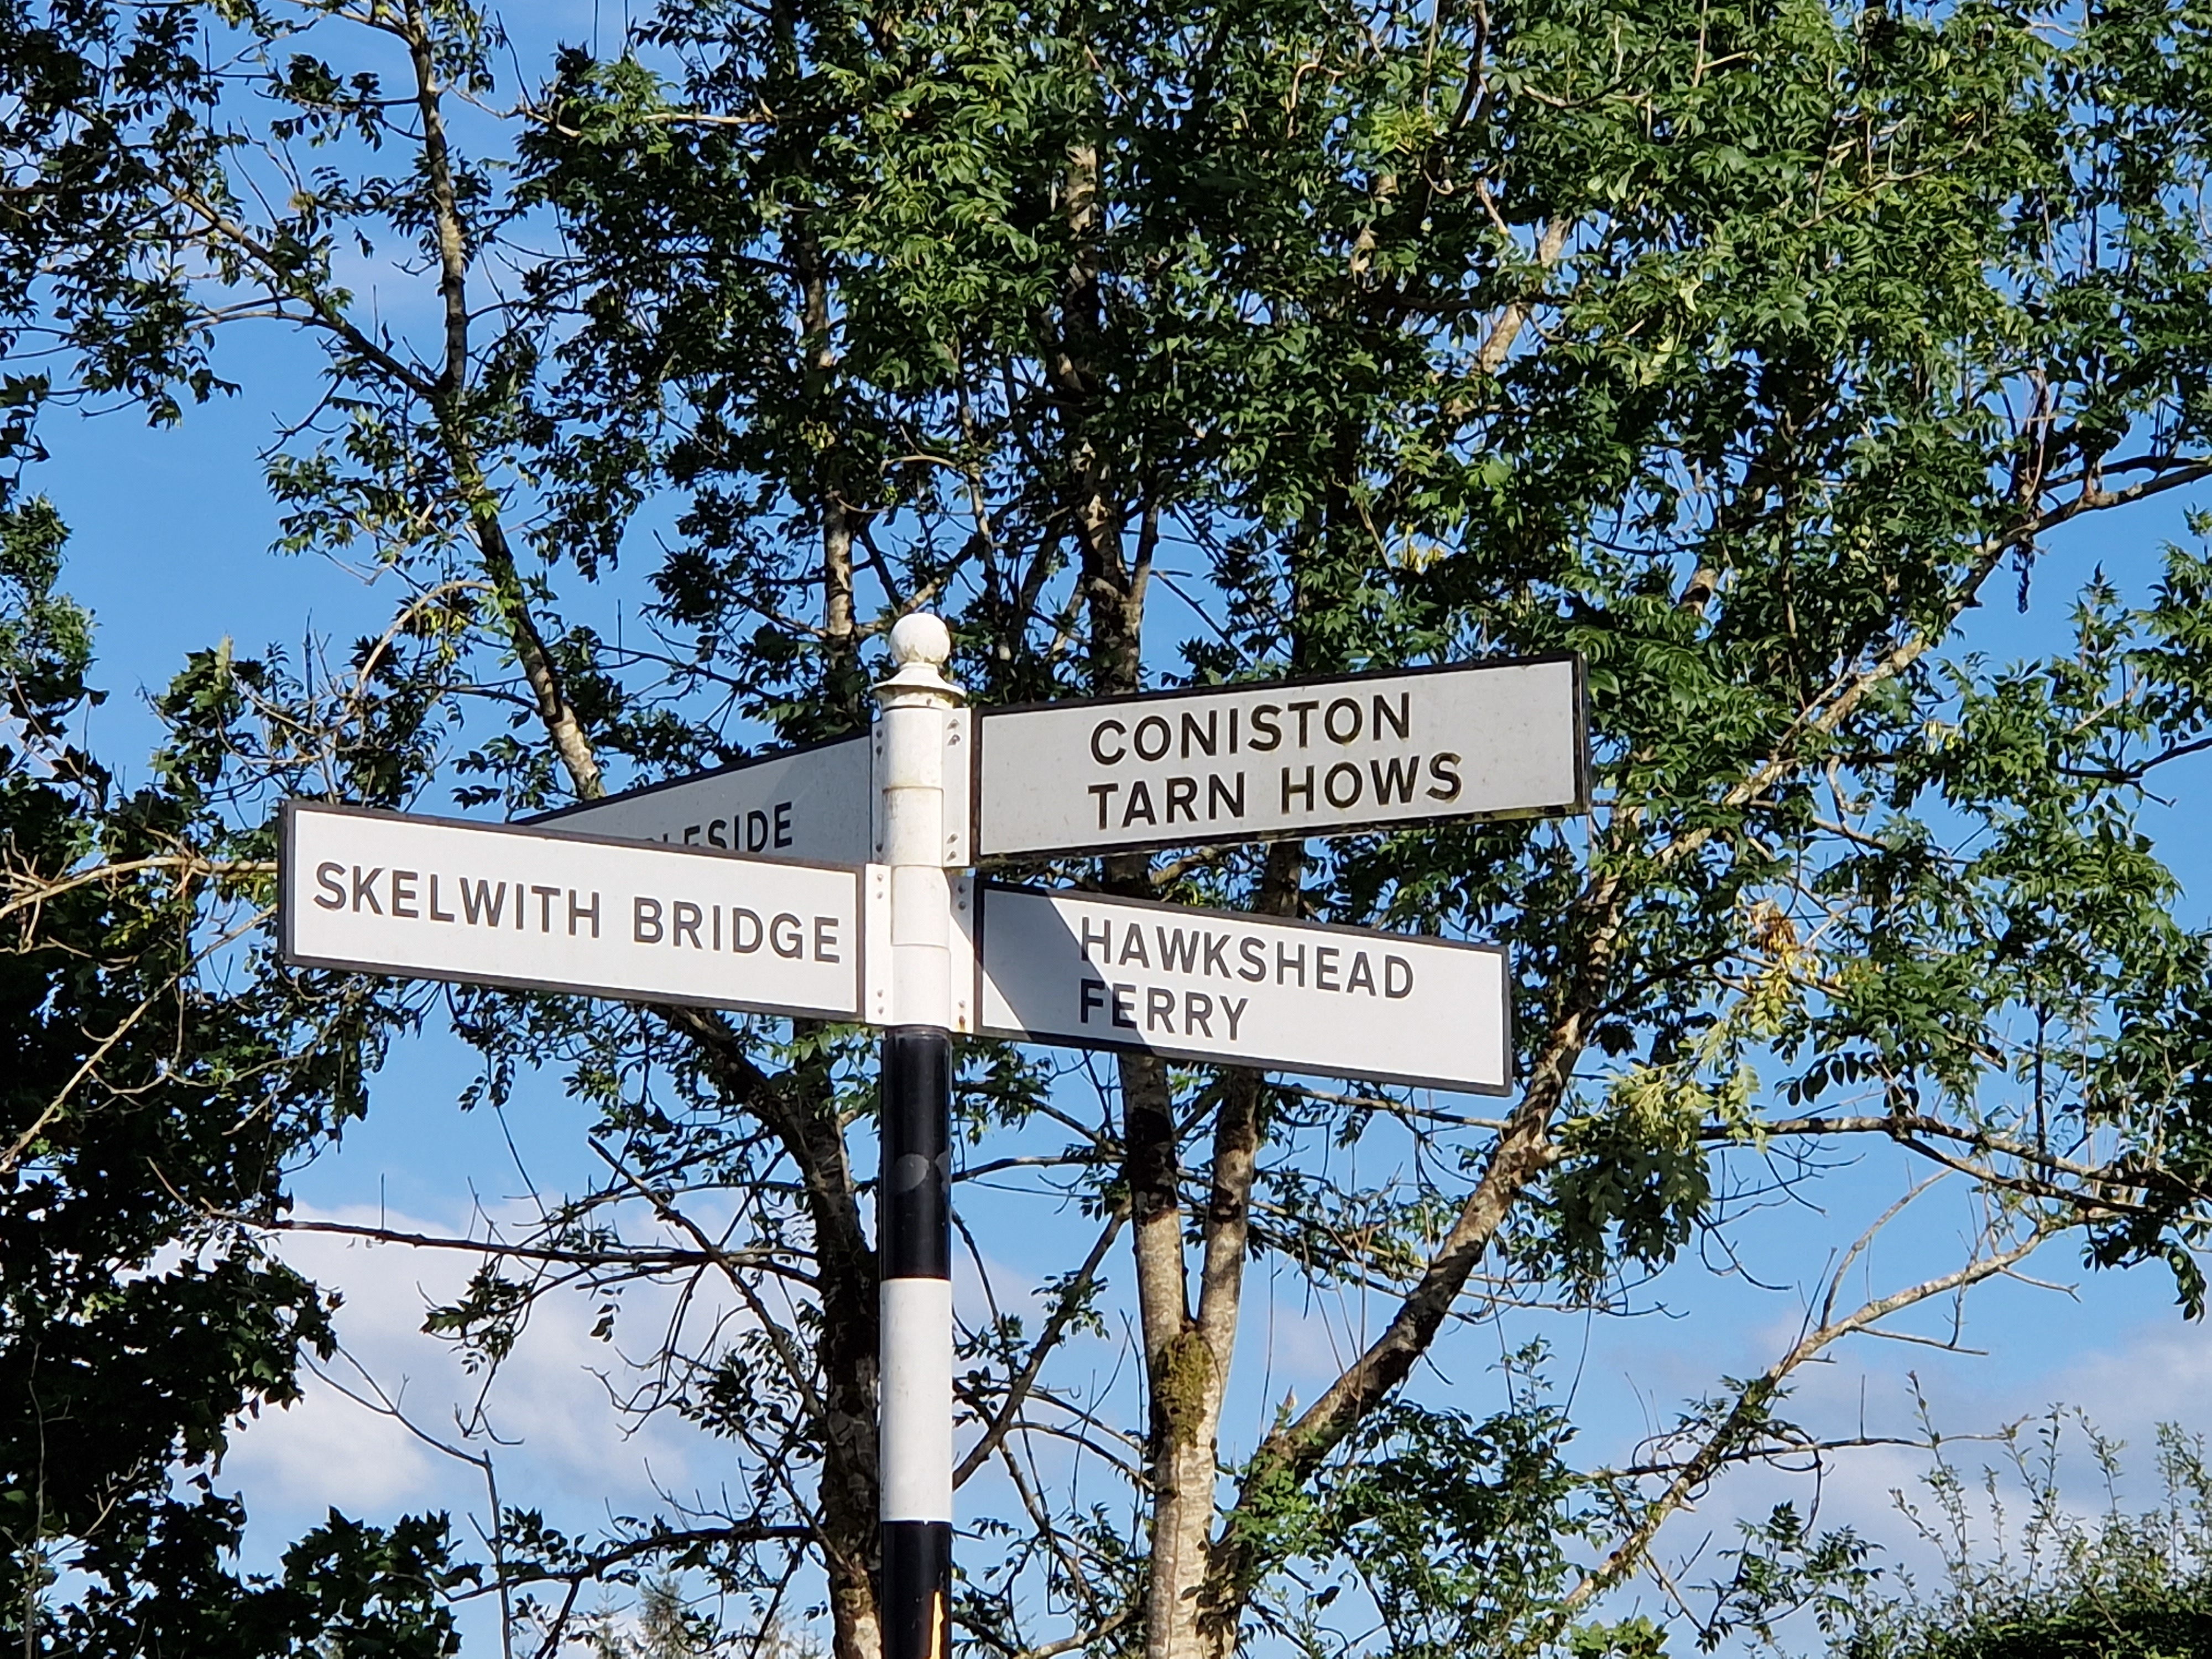 CONISTON
TARN HOWS
SKELWITH BRIDGE
HAWKSHEAD
FERRY